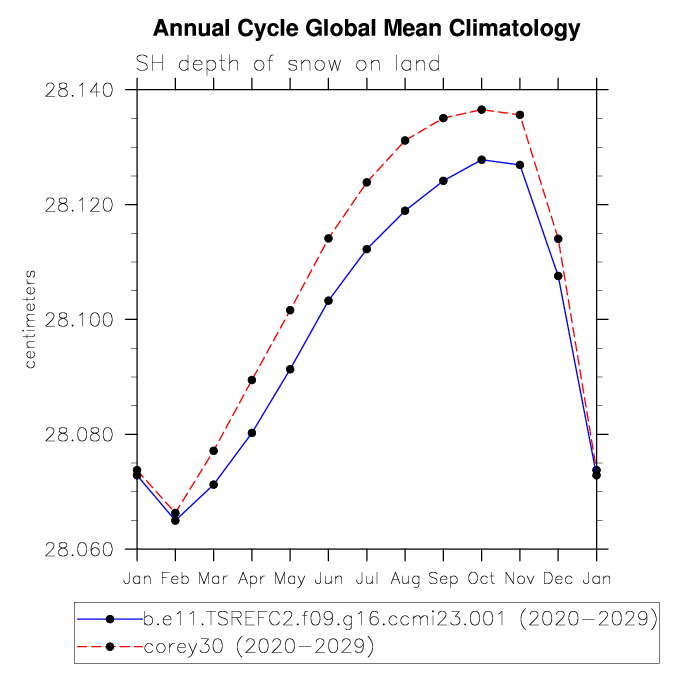 Annual Cycle Global Mean Climatology
SH depth of snow on land
28.140
28.120
28.100
28.080
28.060
centimeters
Jan Feb Mar Apr May Jun Jul Aug Sep Oct Nov Dec Jan
b.e11.TSREFC2.f09.g16.ccmi23.001 (2020-2029)
corey30 (2020-2029)